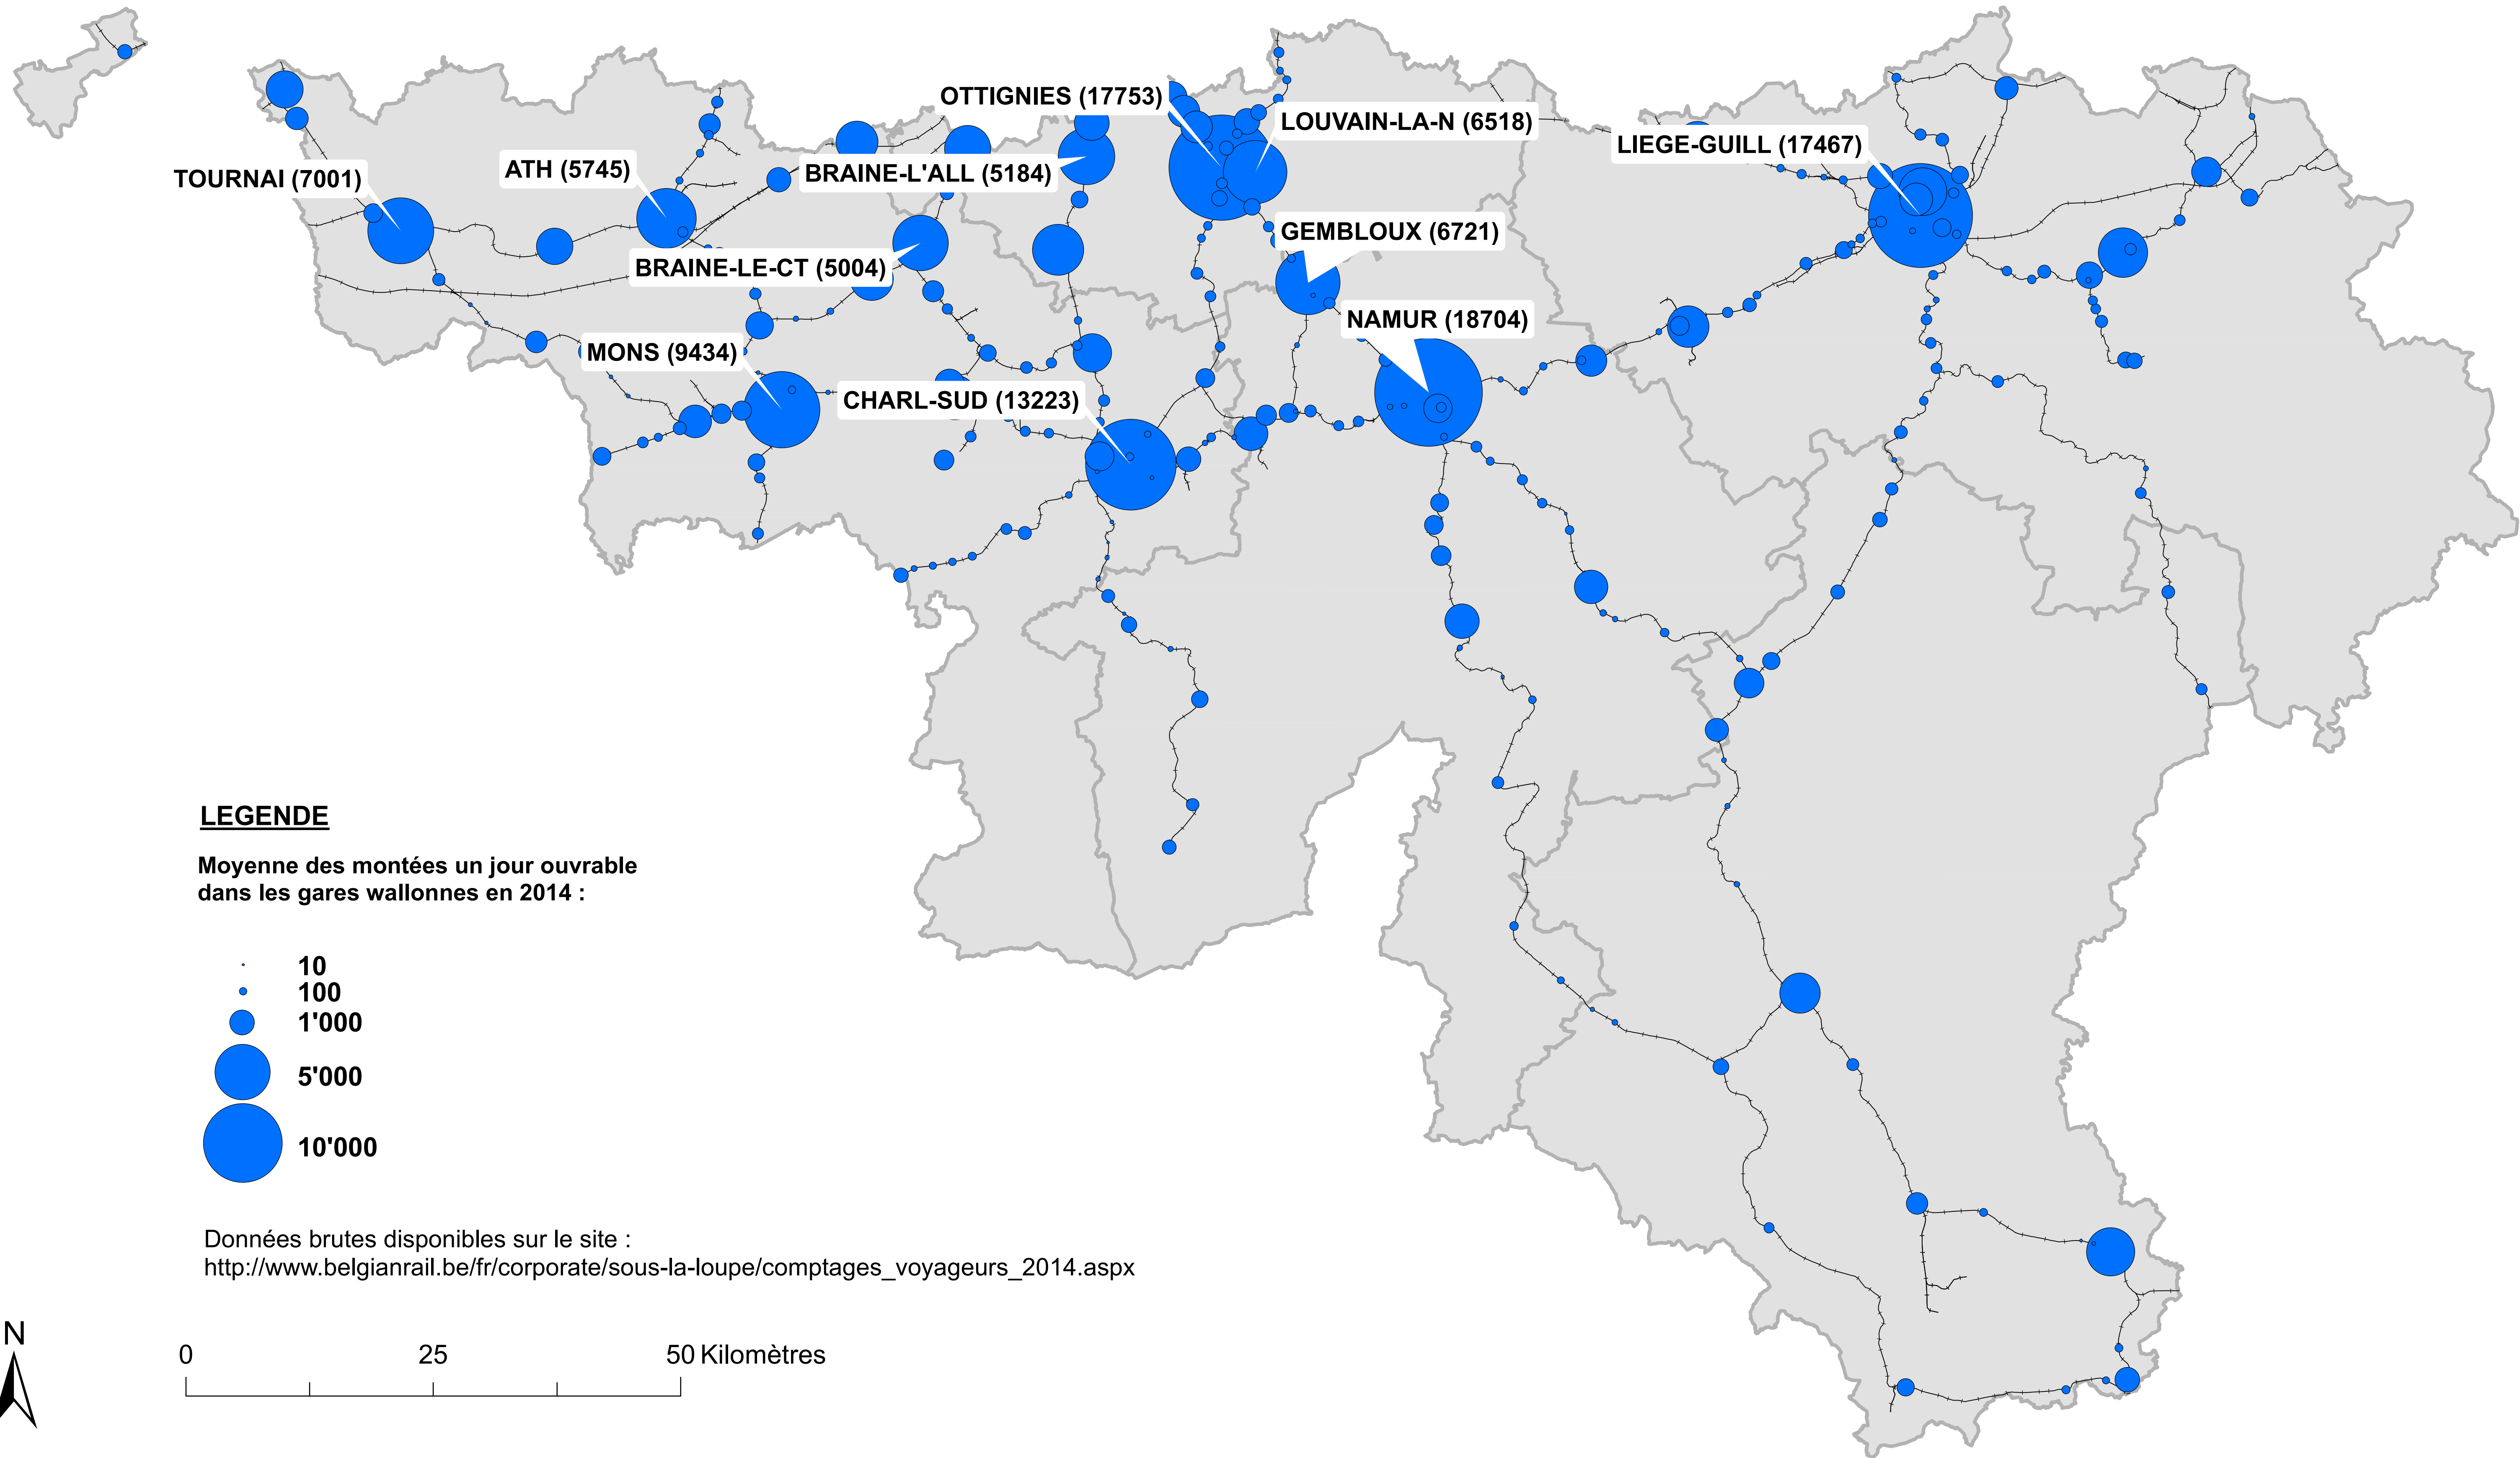 OTTIGNIES (17753)
LOUVAIN-LA-N (6518)
LIEGE-GUILL (17467)
TOURNAI (7001)
ATH (5745)
BRAINE-L'ALL (5184)
GEMBLOUX (6721)
BRAINE-LE-CT (5004)
NAMUR (18704)
MONS (9434)
CHARL-SUD (13223)
LEGENDE
Moyenne des montées un jour ouvrable
dans les gares wallonnes en 2014 :
10
100
1'000
5'000
10'000
Données brutes disponibles sur le site :
http://www.belgianrail.be/fr/corporate/sous-la-loupe/comptages_voyageurs_2014.aspx
N
0 25 50 Kilomètres